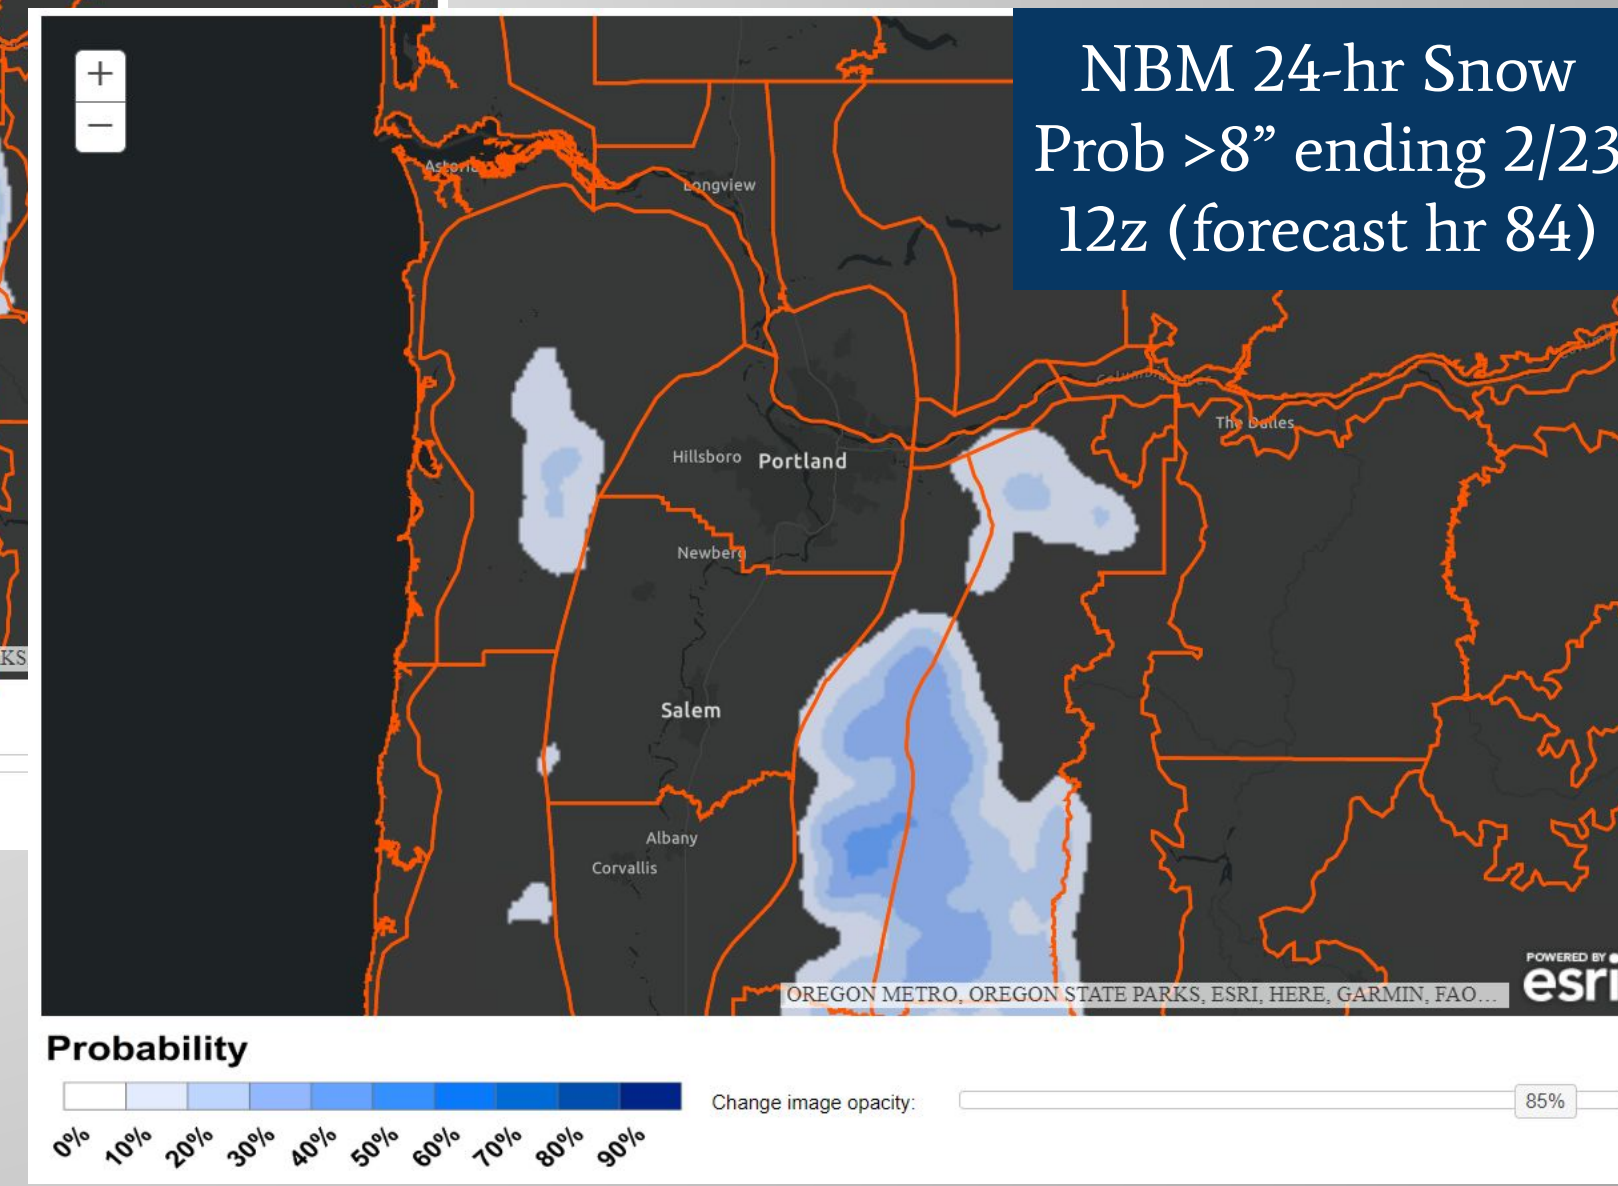 NBM 24-hr Snow
Prob >8” ending 2/23
12z (forecast hr 84)
+
−
Astoria
Longview
Columbia River
The Dalles
Hillsboro
Portland
Newberg
Salem
Albany
Corvallis
KS
POWERED BY
esri
OREGON METRO, OREGON STATE PARKS, ESRI, HERE, GARMIN, FAO...
Probability
0% 10% 20% 30% 40% 50% 60% 70% 80% 90%
Change image opacity:
85%